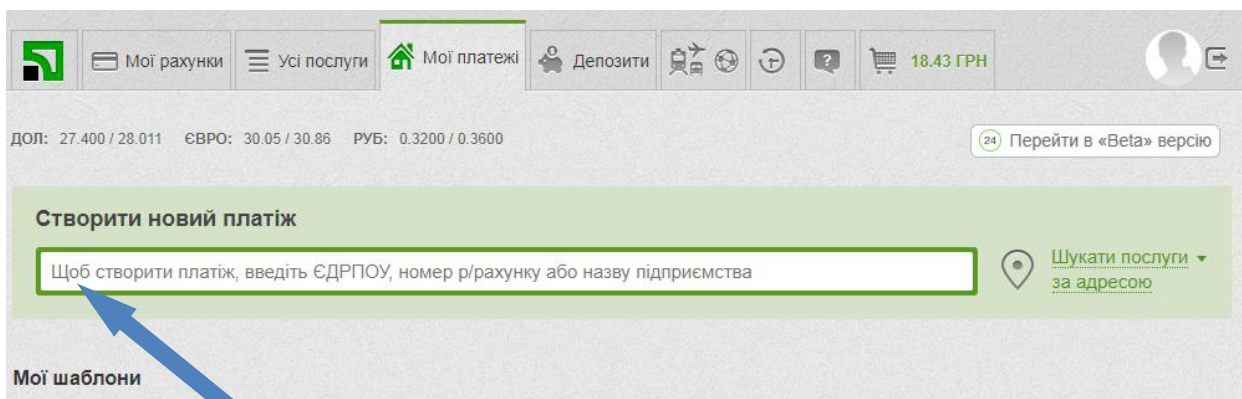 Мої рахунки Усі послуги Мої платежі Депозити ? 18.43 ГРН
ДОЛ: 27.400 / 28.011 ЄВРО: 30.05 / 30.86 РУБ: 0.3200 / 0.3600 24 Перейти в «Beta» версію
Створити новий платіж
Щоб створити платіж, введіть ЄДРПОУ, номер р/рахунку або назву підприємства
Шукати послуги
за адресою
Мої шаблони